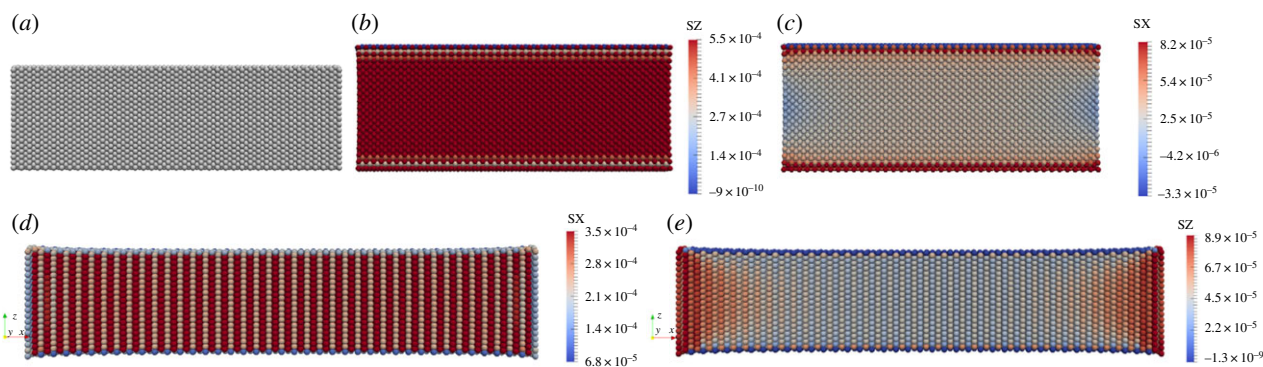 (a)
(b)
SZ
5.5 × 10⁻⁴
4.1 × 10⁻⁴
2.7 × 10⁻⁴
1.4 × 10⁻⁴
−9 × 10⁻¹⁰
(c)
SX
8.2 × 10⁻⁵
5.4 × 10⁻⁵
2.5 × 10⁻⁵
−4.2 × 10⁻⁶
−3.3 × 10⁻⁵
(d)
SX
3.5 × 10⁻⁴
2.8 × 10⁻⁴
2.1 × 10⁻⁴
1.4 × 10⁻⁴
6.8 × 10⁻⁵
z
y x
(e)
SZ
8.9 × 10⁻⁵
6.7 × 10⁻⁵
4.5 × 10⁻⁵
2.2 × 10⁻⁵
−1.3 × 10⁻⁹
z
y x